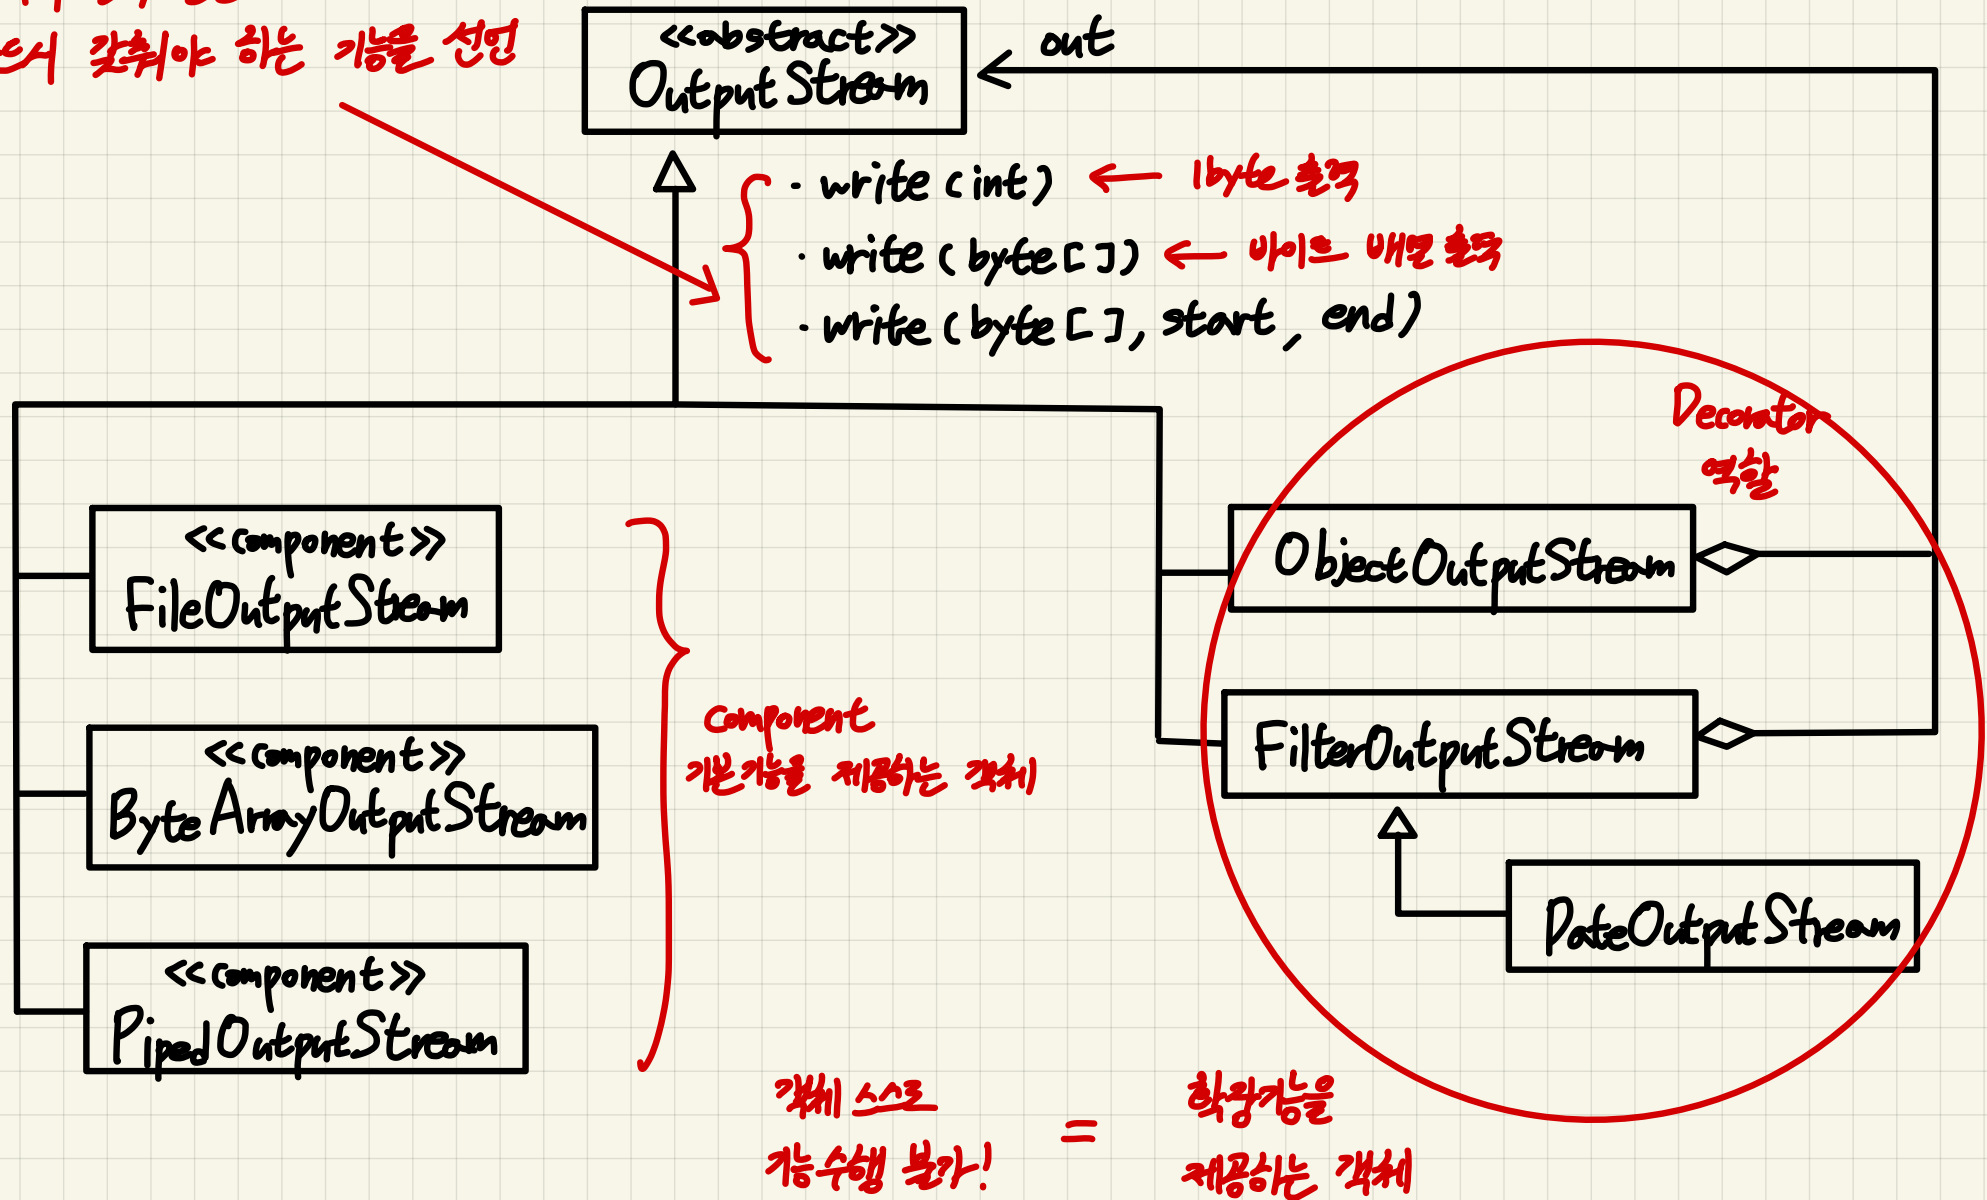 서 갖춰야 하는 기능을 선언
<<abstract>>
OutputStream
out
· write(int) ← 1byte 출력
· write(byte[]) ← 바이트 배열 출력
· write(byte[], start, end)
Decorator
역할
<<component>>
FileOutputStream
ObjectOutputStream
Component
기본기능을 제공하는 객체
<<component>>
ByteArrayOutputStream
FilterOutputStream
DataOutputStream
<<component>>
PipedOutputStream
객체 스스로
기능수행 불가!
=
확장기능을
제공하는 객체